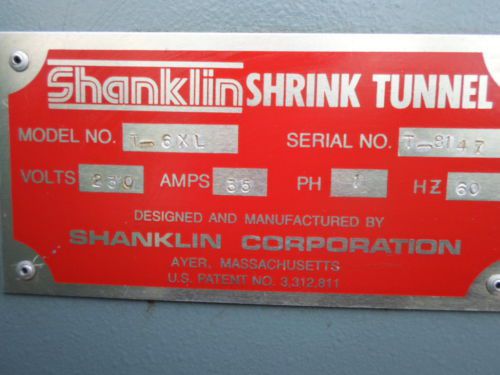 Shanklin SHRINK TUNNEL
MODEL NO. T-6XL SERIAL NO. T-8147
VOLTS 230 AMPS 35 PH 1 HZ 60
DESIGNED AND MANUFACTURED BY
SHANKLIN CORPORATION
AYER, MASSACHUSETTS
U.S. PATENT NO. 3,312,811